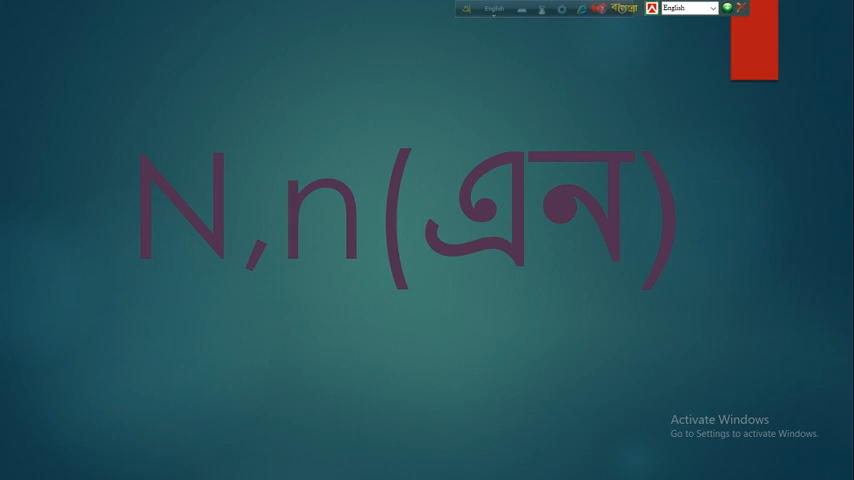 English
English
N,n(এন)
Activate Windows
Go to Settings to activate Windows.